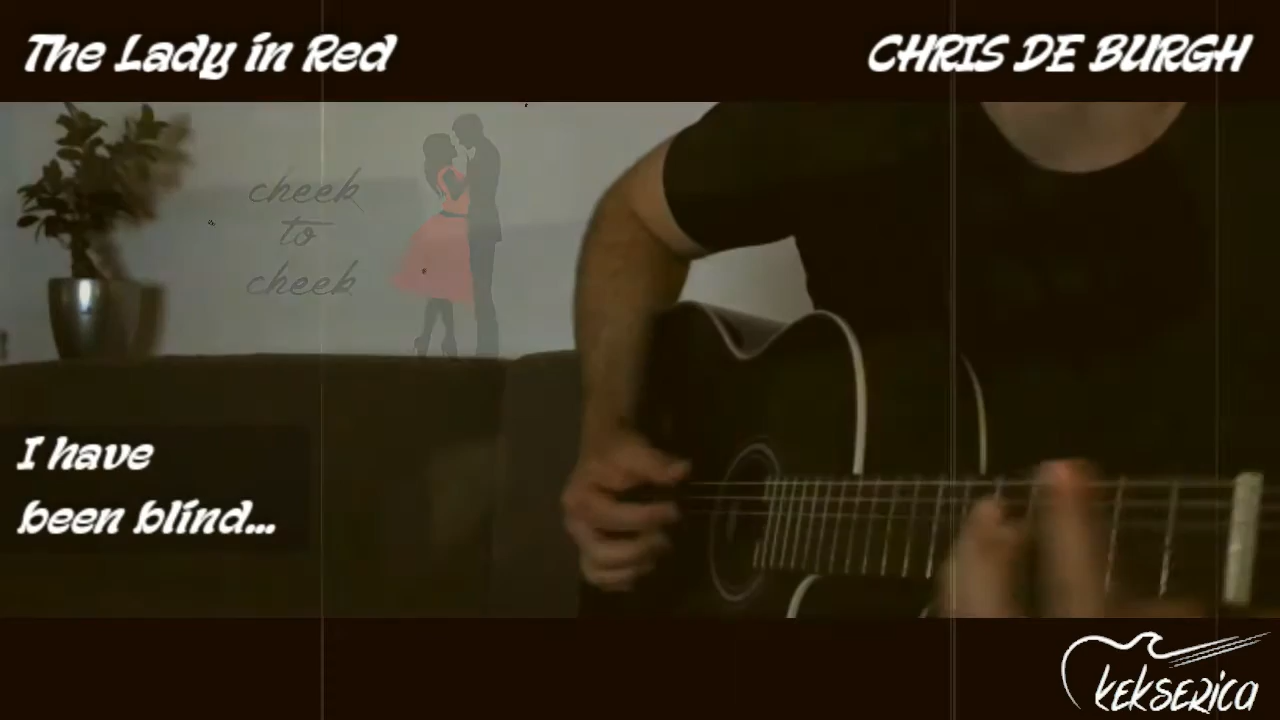 The Lady in Red
CHRIS DE BURGH
cheek
to
cheek
I have
been blind...
KEKSERICA